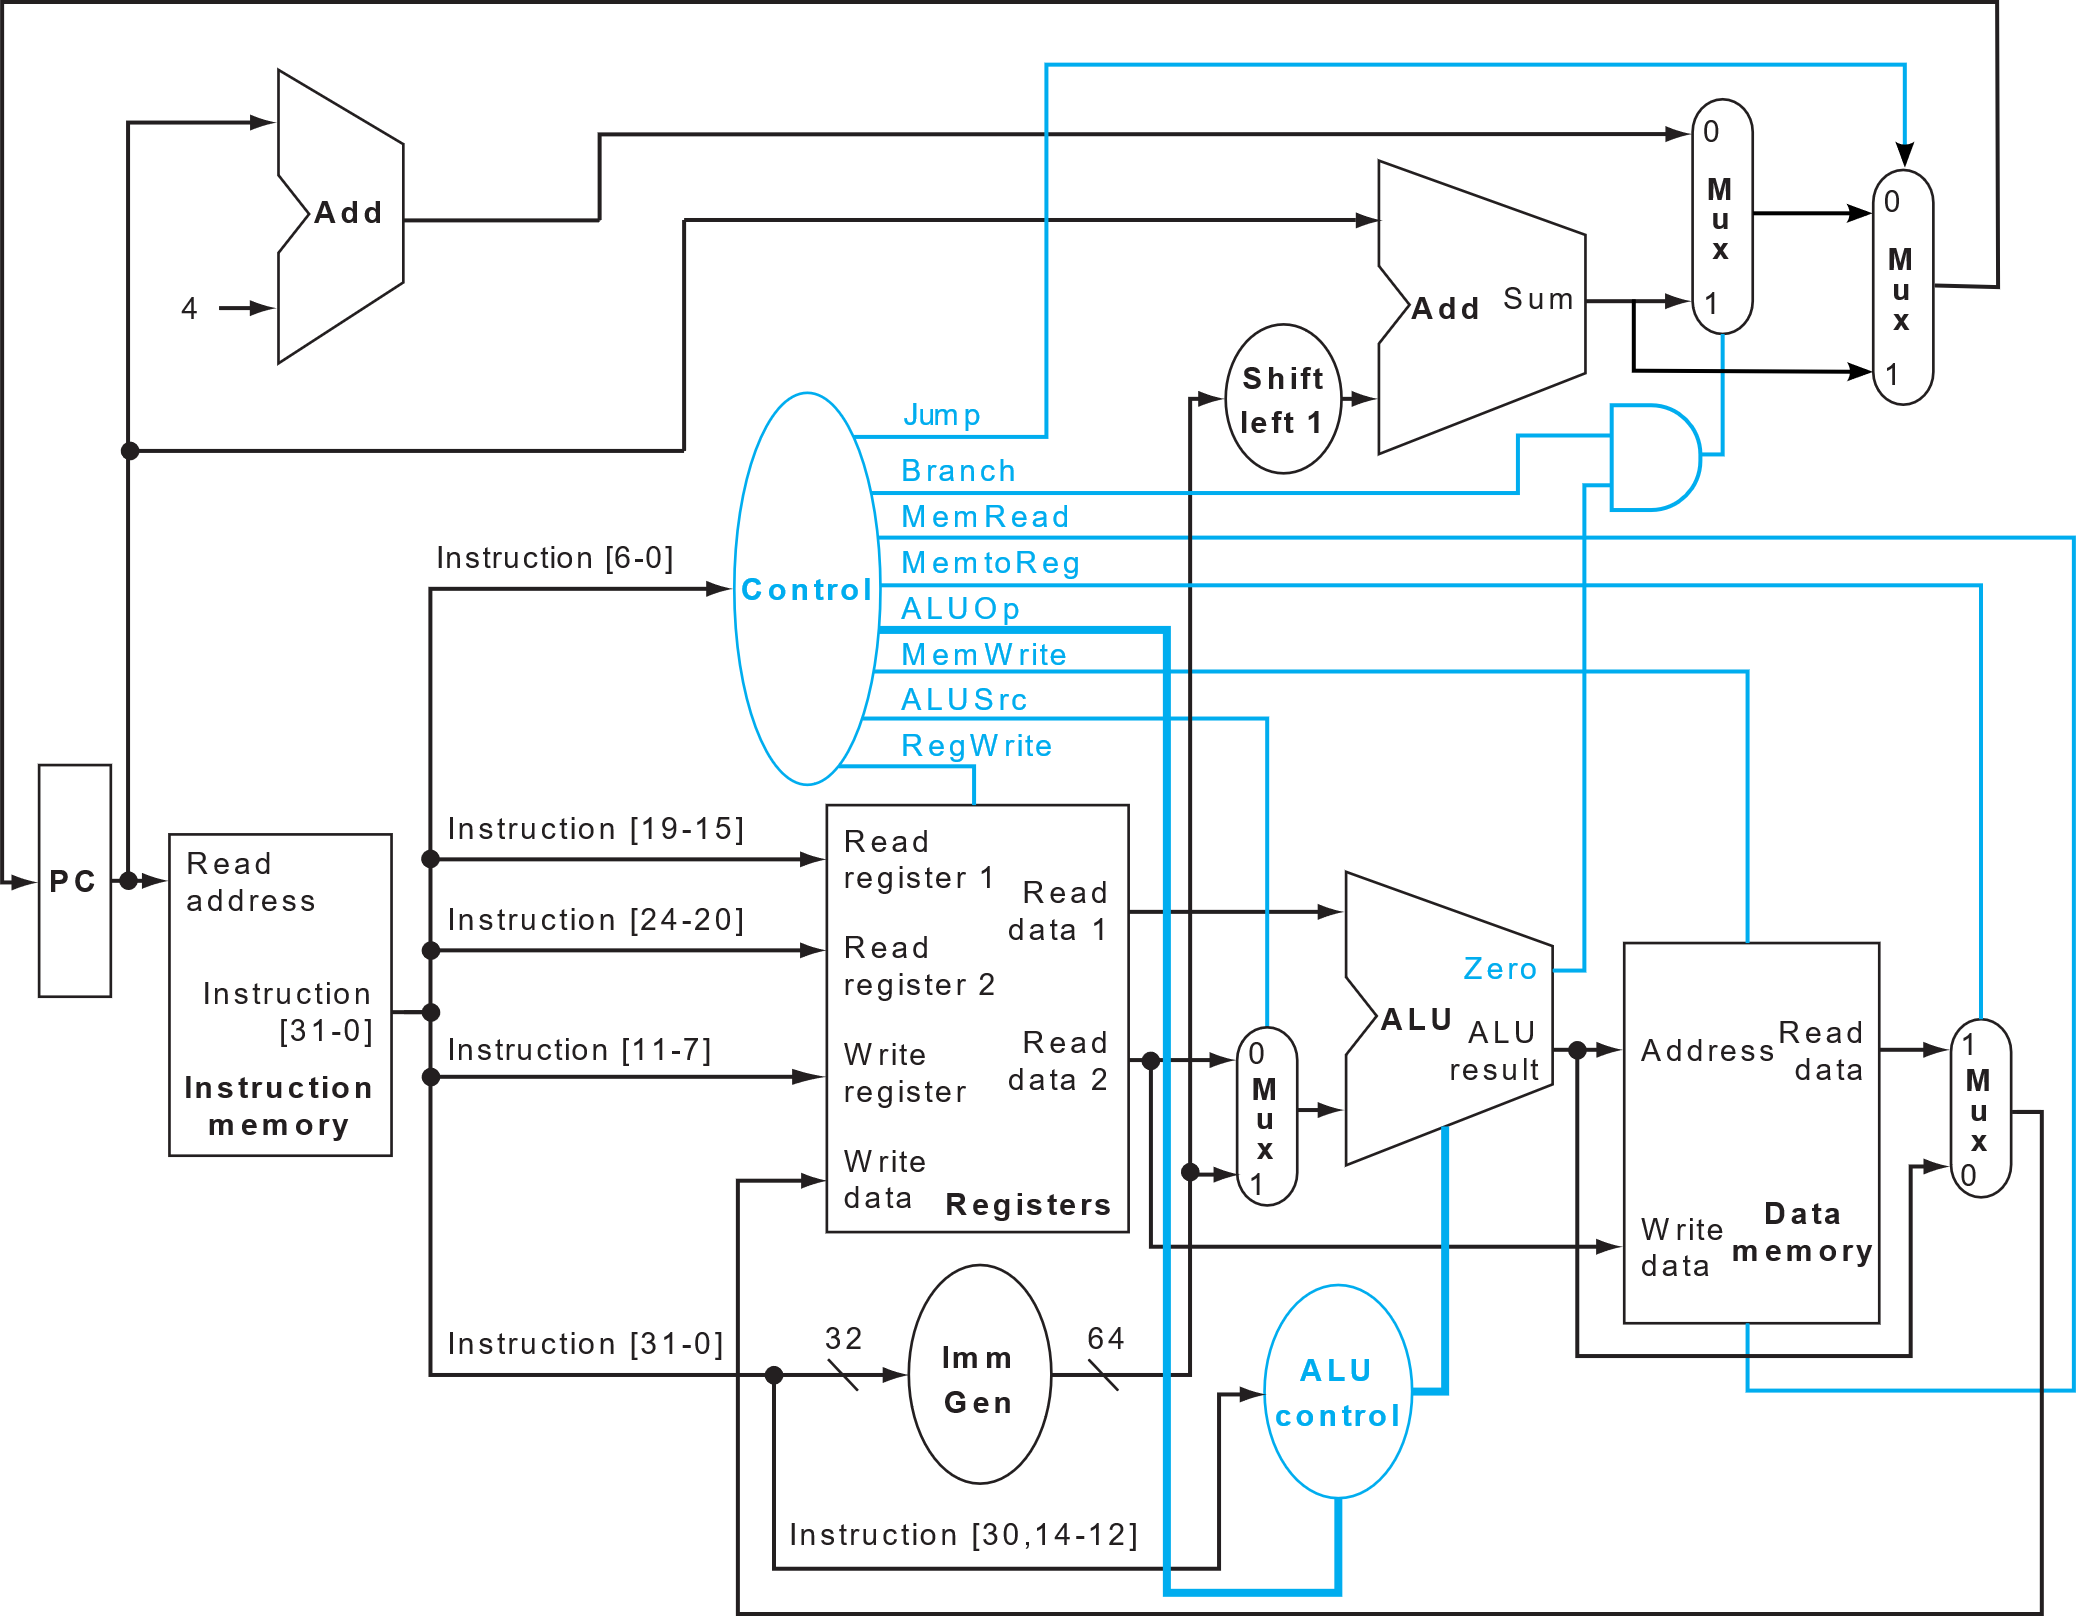 Add
4
0
M
u
x
1
0
M
u
x
1
Add Sum
Shift
left 1
Jump
Branch
MemRead
MemtoReg
ALUOp
MemWrite
ALUSrc
RegWrite
Control
Instruction [6-0]
PC
Read
address
Instruction
[31-0]
Instruction
memory
Instruction [19-15]
Instruction [24-20]
Instruction [11-7]
Instruction [31-0]
Instruction [30,14-12]
Read
register 1
Read
register 2
Write
register
Write
data
Read
data 1
Read
data 2
Registers
0
M
u
x
1
Zero
ALU
ALU
result
Address
Read
data
Write
data
Data
memory
1
M
u
x
0
32
Imm
Gen
64
ALU
control